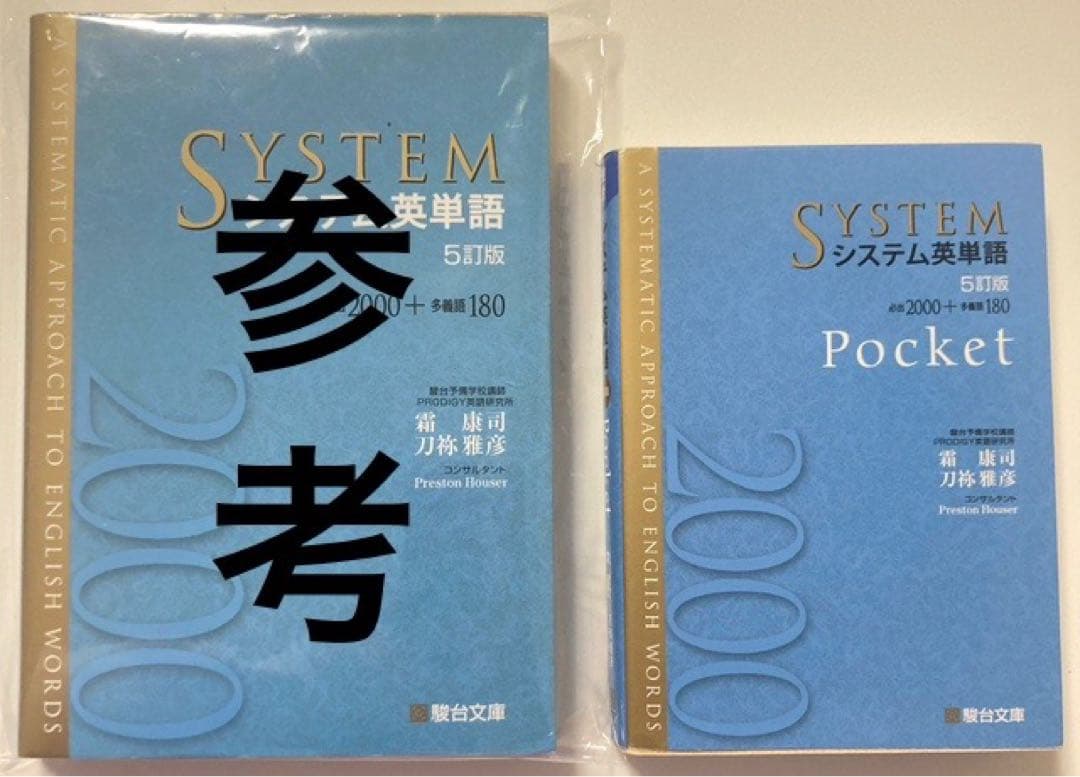 A SYSTEMATIC APPROACH TO ENGLISH WORDS
SYSTEM
システム英単語
5訂版
2000+多義語180
参考
駿台予備学校講師
PRODIGY英語研究所
霜 康司
刀祢 雅彦
コンサルタント
Preston Houser
2000
駿台文庫
A SYSTEMATIC APPROACH TO ENGLISH WORDS
SYSTEM
システム英単語
5訂版
必出2000+多義語180
Pocket
駿台予備学校講師
PRODIGY英語研究所
霜 康司
刀祢 雅彦
コンサルタント
Preston Houser
2000
駿台文庫